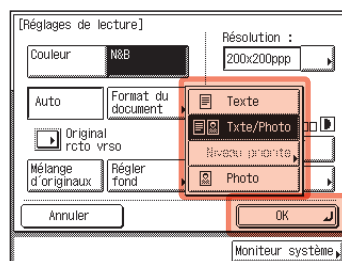 [Réglages de lecture]
Résolution :
Couleur
N&B
200x200ppp
Auto
Format du
document
Texte
Txte/Photo
Niveau priorité
Original
rcto vrso
Mélange
d'originaux
Régler
fond
Photo
Annuler
OK
Moniteur système